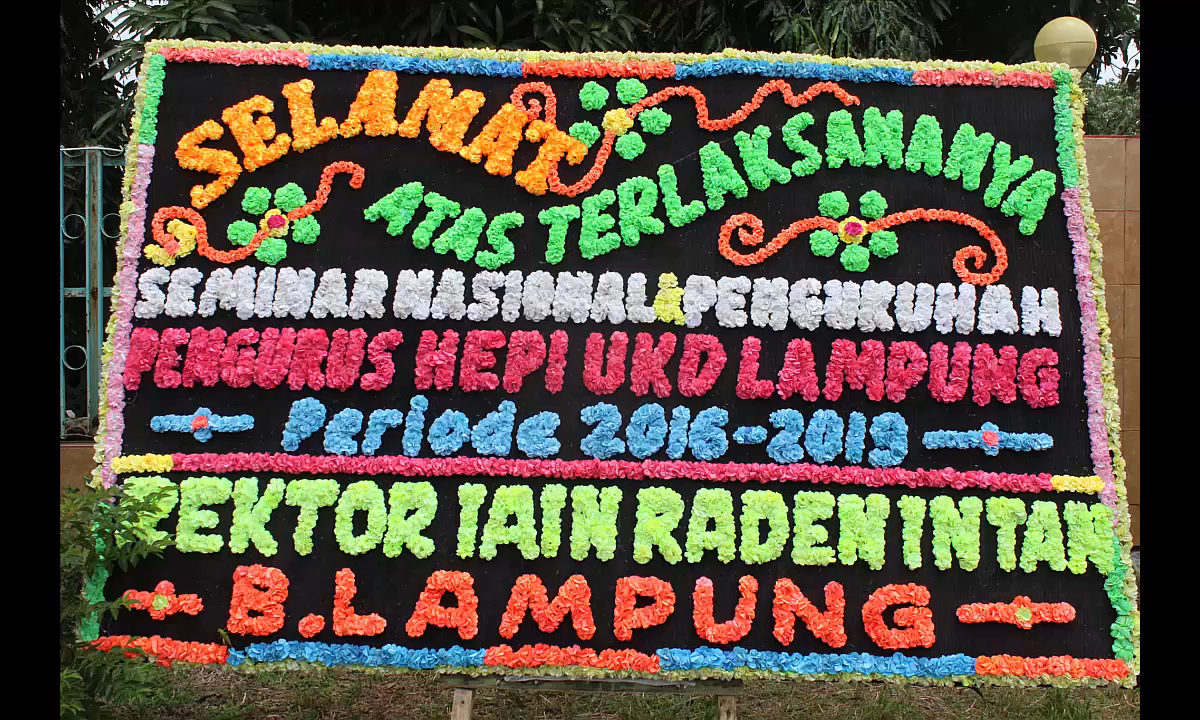 SELAMAT
ATAS TERLAKSANANYA
SEMINAR NASIONAL & PENGUKUHAN
PENGURUS HEPI UKD LAMPUNG
Periode 2016-2019
REKTOR IAIN RADEN INTAN
B.LAMPUNG